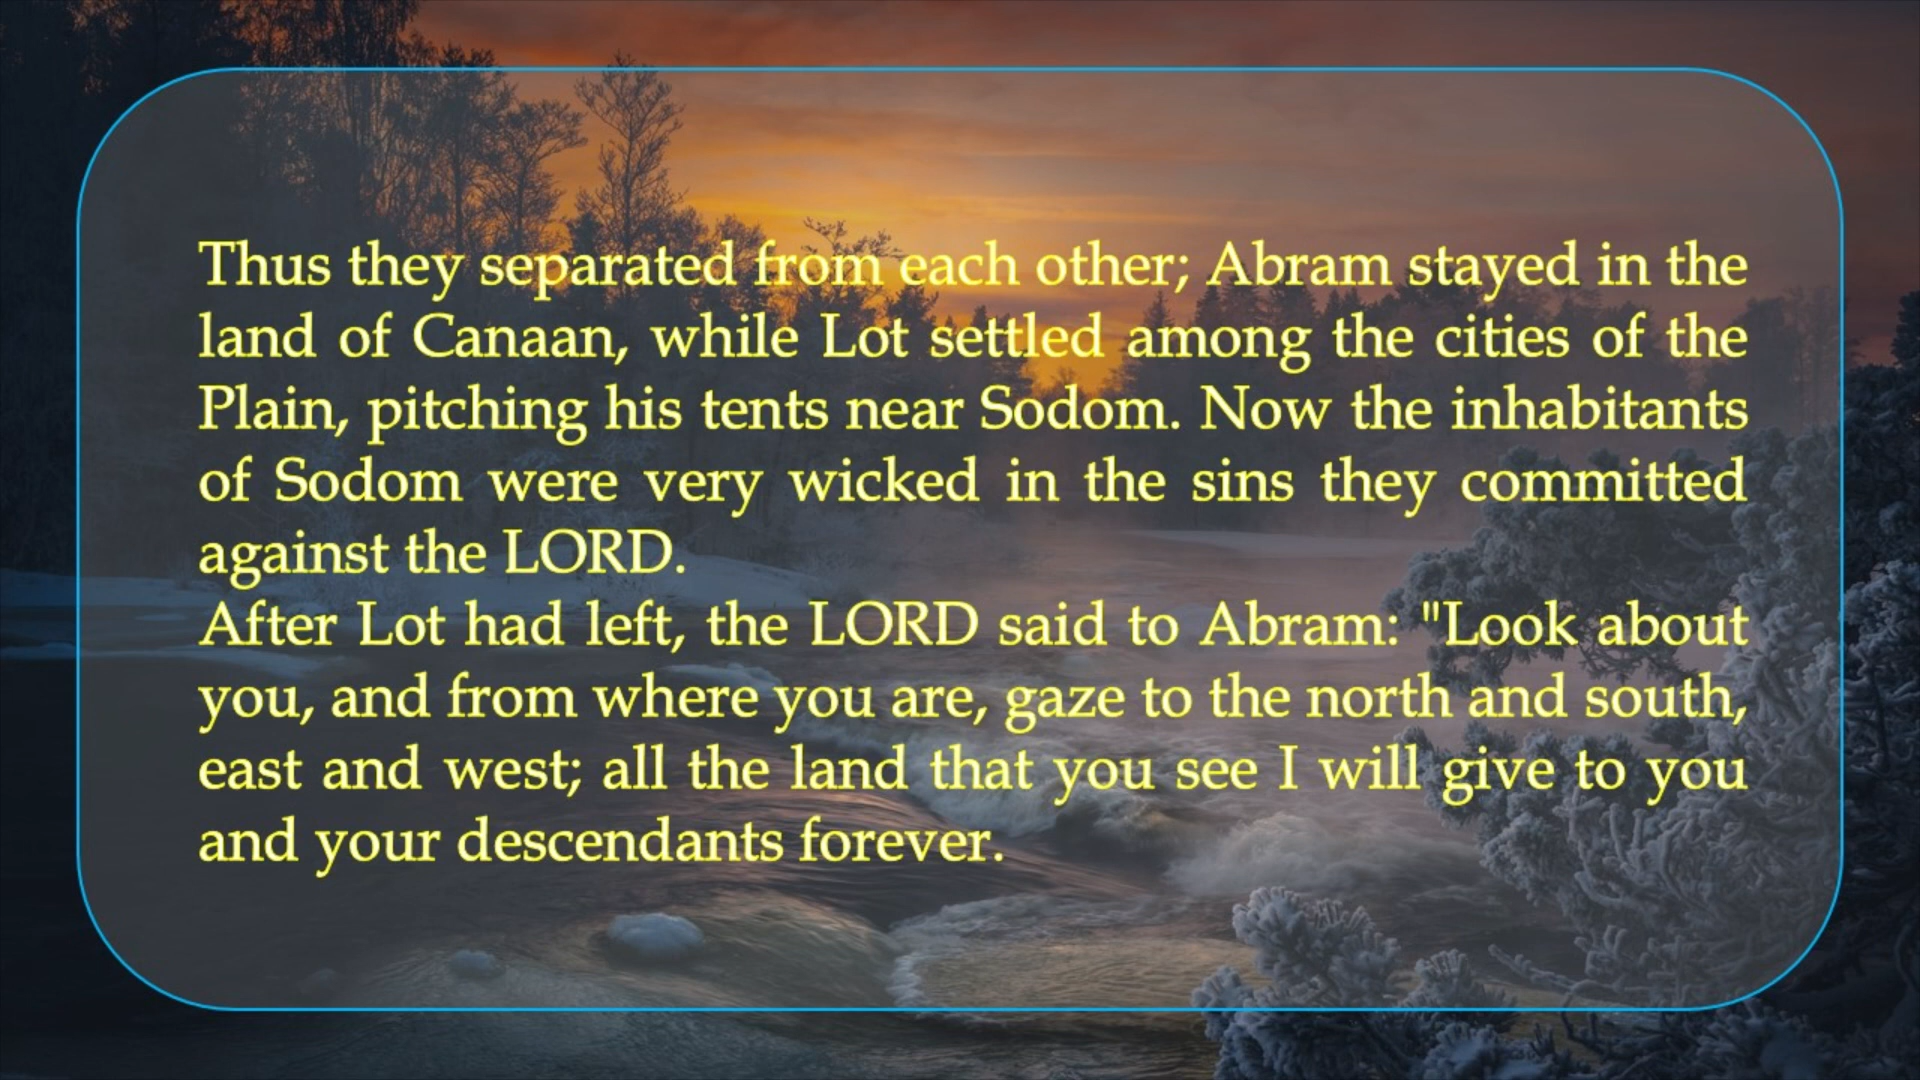 Thus they separated from each other; Abram stayed in the
land of Canaan, while Lot settled among the cities of the
Plain, pitching his tents near Sodom. Now the inhabitants
of Sodom were very wicked in the sins they committed
against the LORD.
After Lot had left, the LORD said to Abram: "Look about
you, and from where you are, gaze to the north and south,
east and west; all the land that you see I will give to you
and your descendants forever.